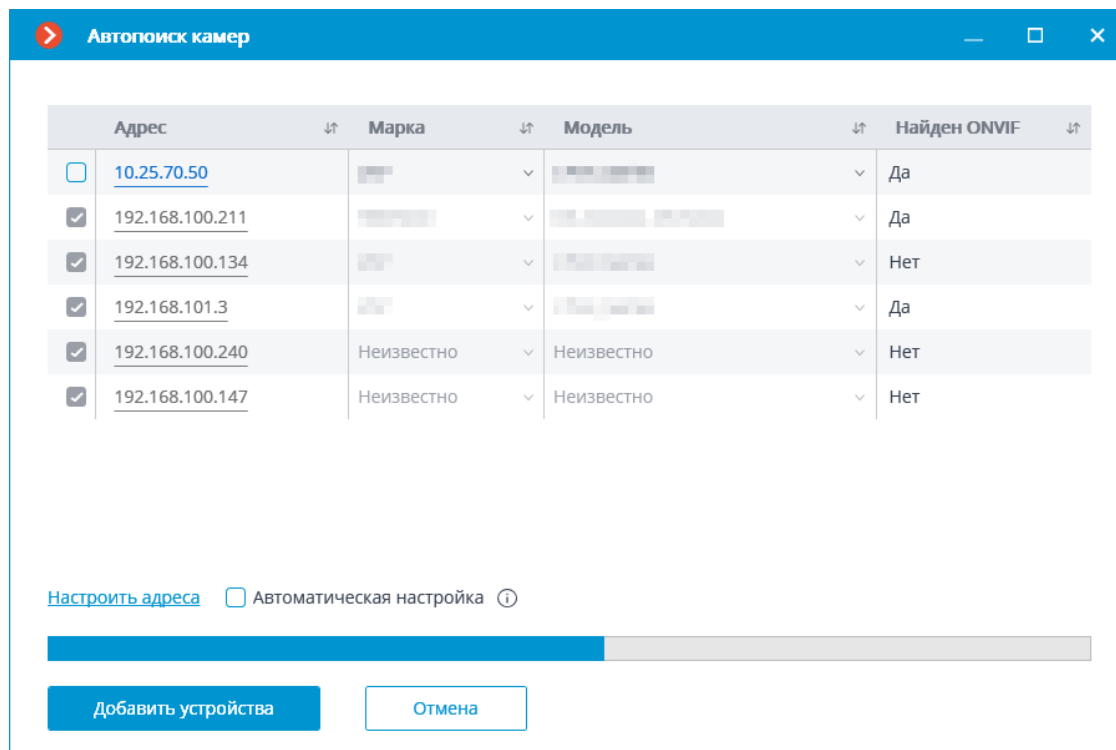 Автопоиск камер
Адрес Марка Модель Найден ONVIF
10.25.70.50 Да
192.168.100.211 Да
192.168.100.134 Нет
192.168.101.3 Да
192.168.100.240 Неизвестно Неизвестно Нет
192.168.100.147 Неизвестно Неизвестно Нет
Настроить адреса Автоматическая настройка
Добавить устройства Отмена